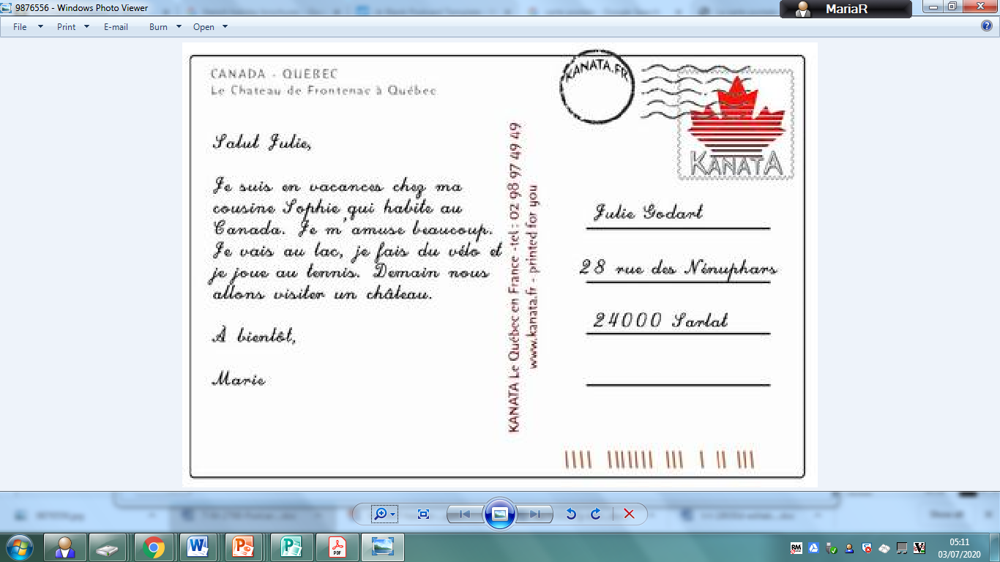 9876556 - Windows Photo Viewer
MariaR
File Print E-mail Burn Open
CANADA - QUEBEC
Le Chateau de Frontenac à Québec
Salut Julie,
Je suis en vacances chez ma
cousine Sophie qui habite au
Canada. Je m'amuse beaucoup.
Je vais au lac, je fais du vélo et
je joue au tennis. Demain nous
allons visiter un château.
À bientôt,
Marie
KANATA Le Québec en France -tel : 02 98 97 49 49
www.kanata.fr - printed for you
KANATA.FR
KANATA
Julie Godart
28 rue des Nénuphars
24000 Sarlat
05:11
03/07/2020